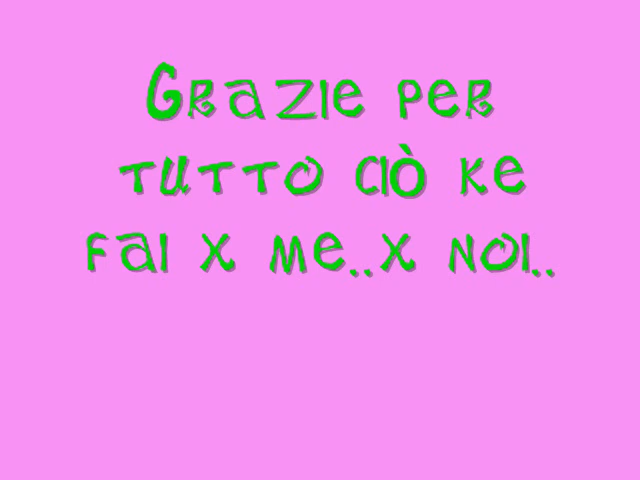 Grazie per
tutto ciò ke
fai x me..x noi..